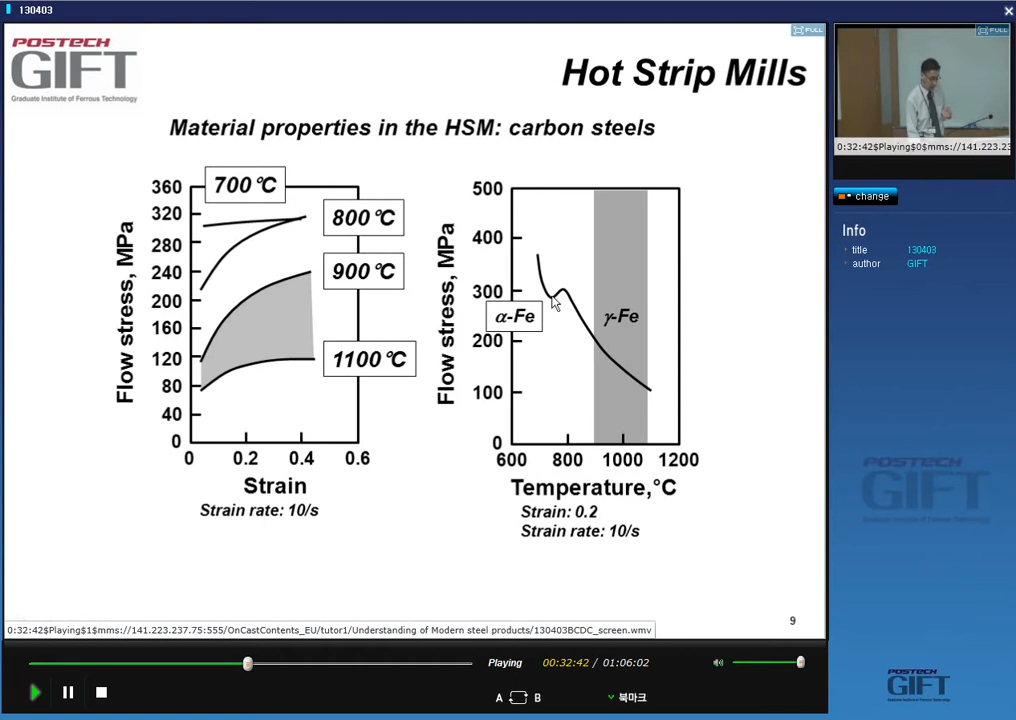 130403
POSTECH
GIFT
Graduate Institute of Ferrous Technology
FULL
Hot Strip Mills
Material properties in the HSM: carbon steels
Flow stress, MPa
360
320
280
240
200
160
120
80
40
0
700°C
800°C
900°C
1100°C
0 0.2 0.4 0.6
Strain
Strain rate: 10/s
Flow stress, MPa
500
400
300
200
100
0
α-Fe
γ-Fe
600 800 1000 1200
Temperature,°C
Strain: 0.2
Strain rate: 10/s
9
0:32:42$Playing$1$mms://141.223.237.75:555/OnCastContents_EU/tutor1/Understanding of Modern steel products/130403BCDC_screen.wmv
FULL
0:32:42$Playing$0$mms://141.223.23
change
Info
title 130403
author GIFT
POSTECH
GIFT
Playing 00:32:42 / 01:06:02
A B 북마크
POSTECH
GIFT